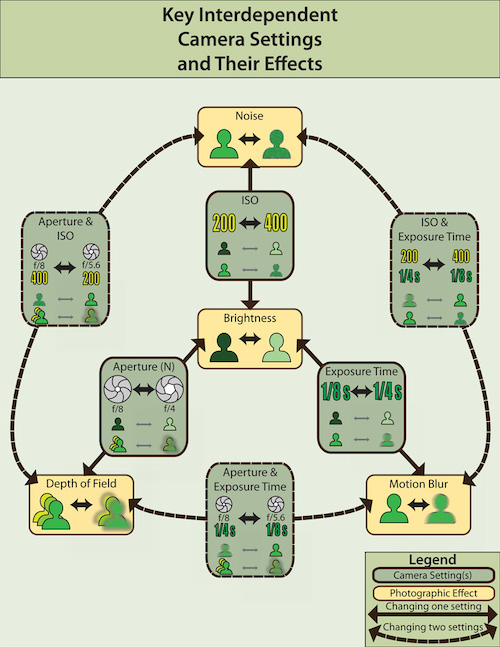 Key Interdependent
Camera Settings
and Their Effects
Noise
ISO
200 400
Aperture &
ISO
f/8 f/5.6
400 200
ISO &
Exposure Time
200 400
1/4 s 1/8 s
Brightness
Aperture (N)
f/8 f/4
Exposure Time
1/8 s 1/4 s
Depth of Field
Aperture &
Exposure Time
f/8 f/5.6
1/4 s 1/8 s
Motion Blur
Legend
Camera Setting(s)
Photographic Effect
Changing one setting
Changing two settings